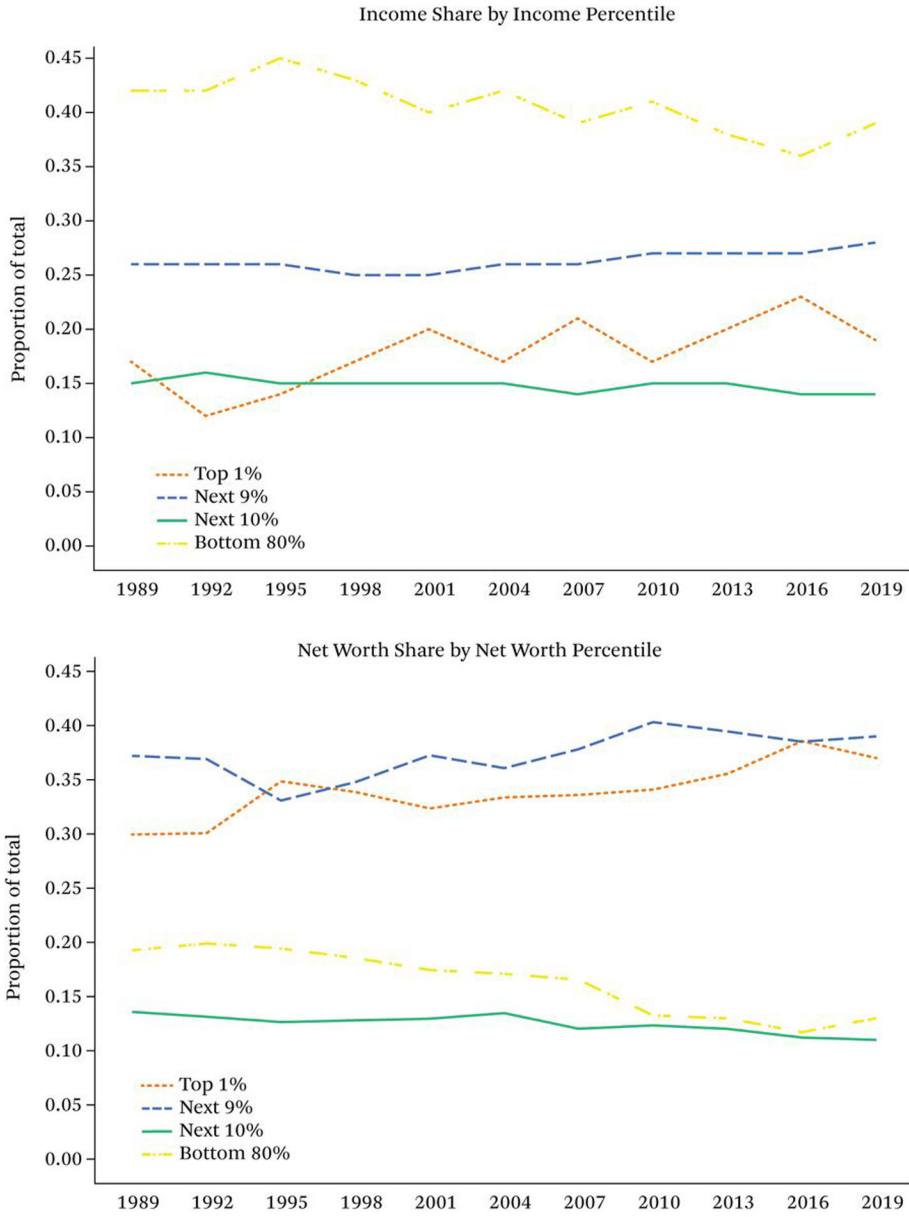 Income Share by Income Percentile
Proportion of total
0.45
0.40
0.35
0.30
0.25
0.20
0.15
0.10
0.05
0.00
Top 1%
Next 9%
Next 10%
Bottom 80%
1989 1992 1995 1998 2001 2004 2007 2010 2013 2016 2019
Net Worth Share by Net Worth Percentile
Proportion of total
0.45
0.40
0.35
0.30
0.25
0.20
0.15
0.10
0.05
0.00
Top 1%
Next 9%
Next 10%
Bottom 80%
1989 1992 1995 1998 2001 2004 2007 2010 2013 2016 2019